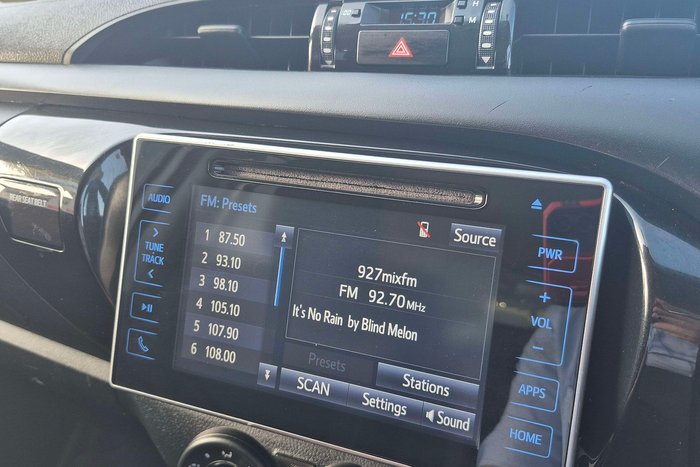 15:30
H
M
REAR SEAT BELT
AUDIO
TUNE
TRACK
FM: Presets
1 87.50
2 93.10
3 98.10
4 105.10
5 107.90
6 108.00
Source
927mixfm
FM 92.70 MHz
It's No Rain by Blind Melon
Presets
Stations
SCAN
Settings
Sound
PWR
+
VOL
−
APPS
HOME